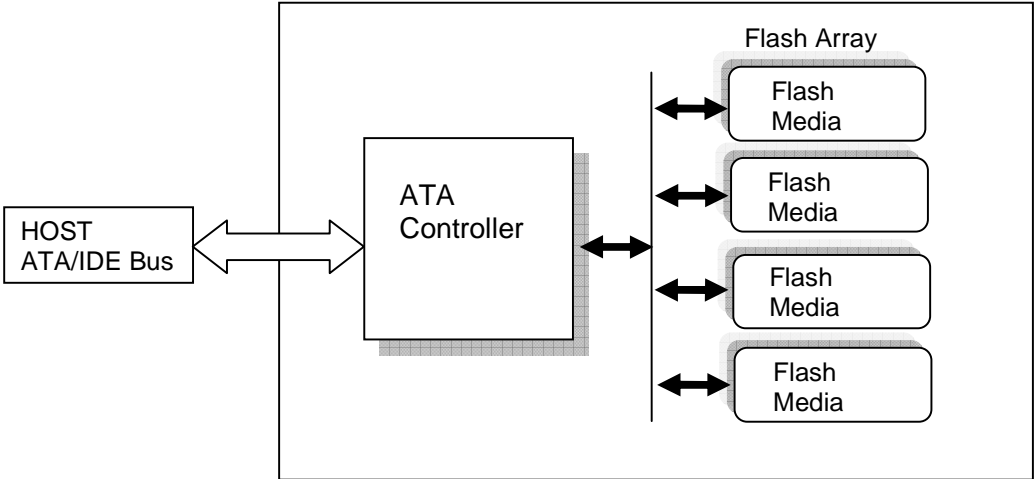 Flash Array
Flash
Media
ATA
Controller
Flash
Media
HOST
ATA/IDE Bus
Flash
Media
Flash
Media